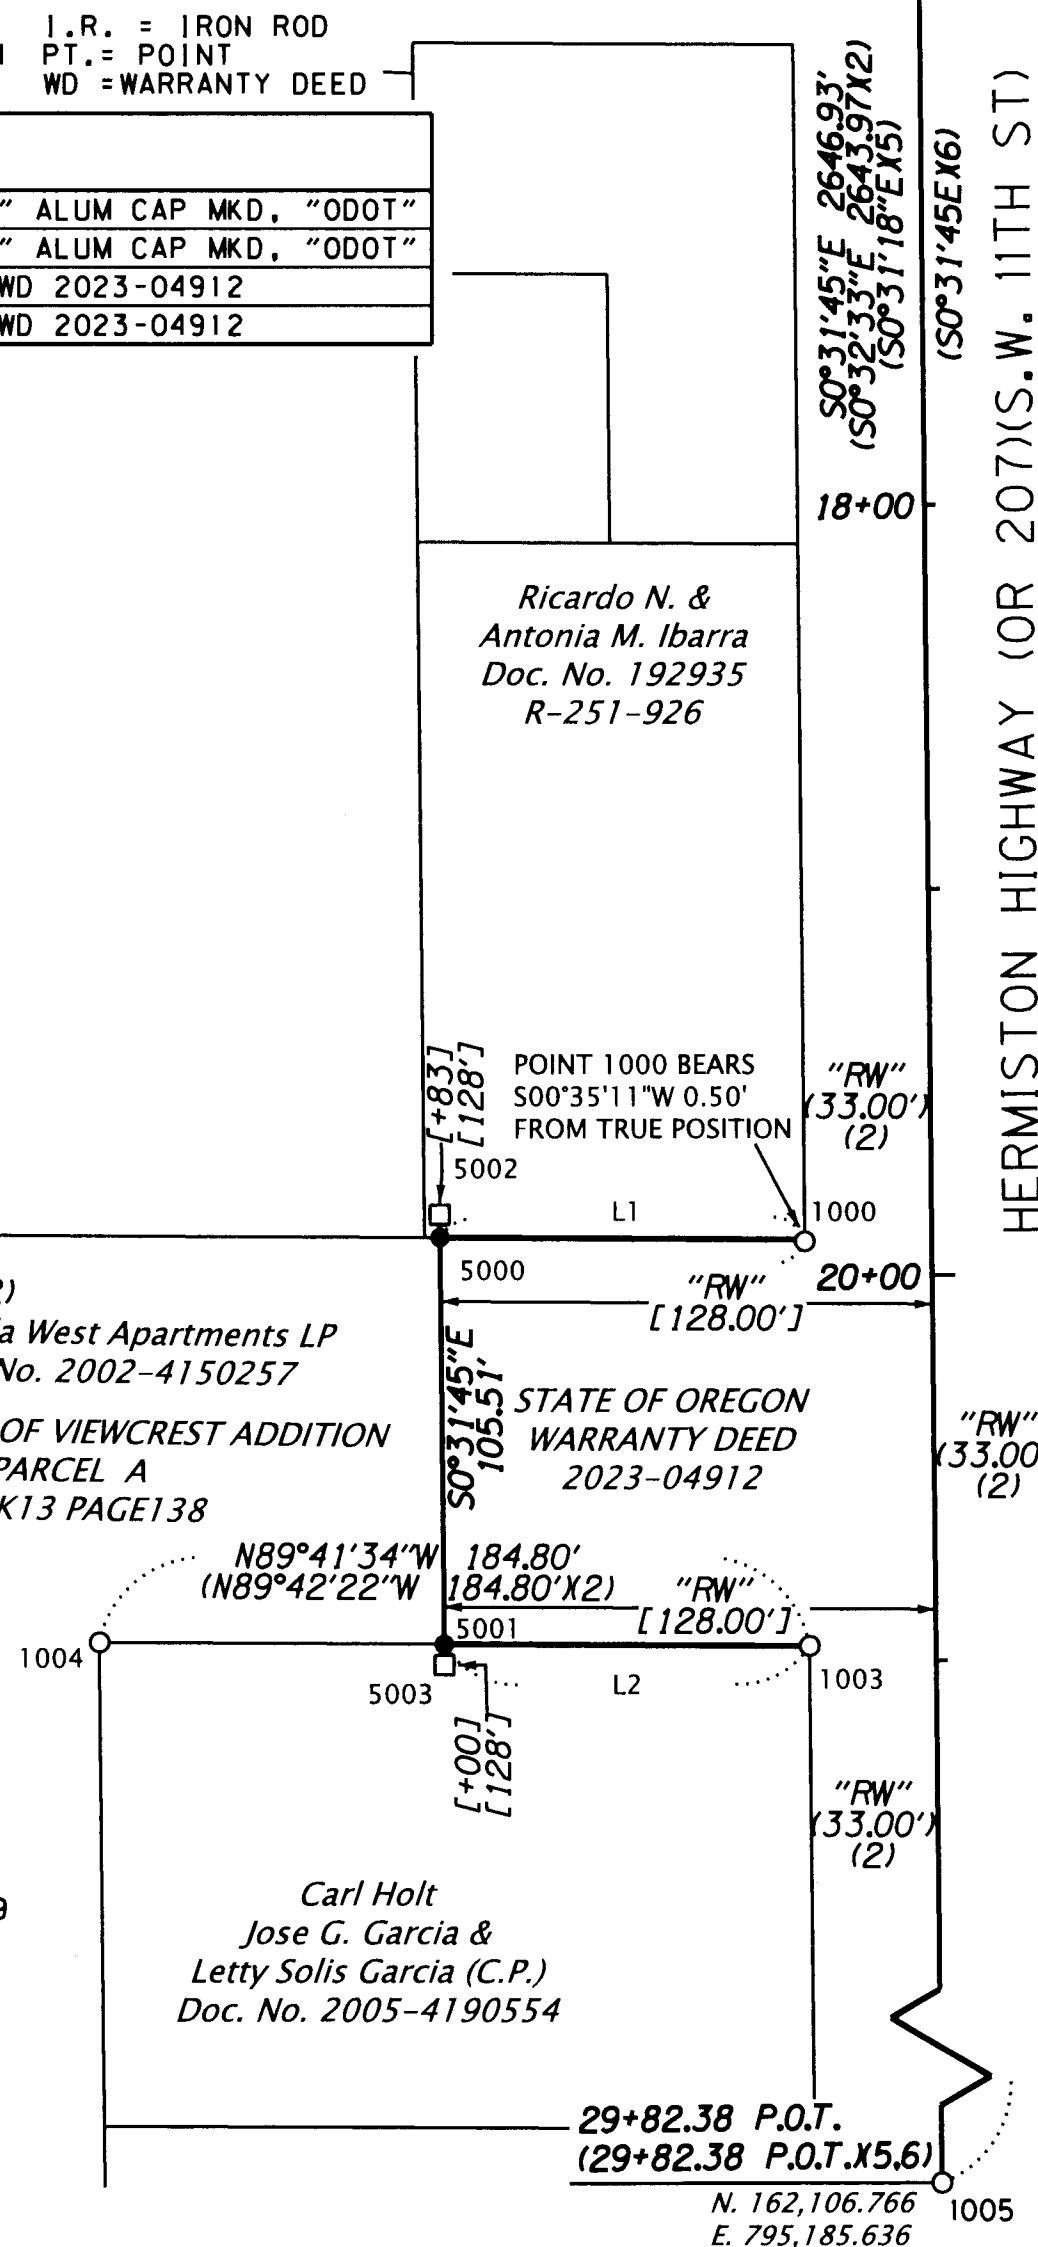 I.R. = IRON ROD
PT.= POINT
WD =WARRANTY DEED
" ALUM CAP MKD, "ODOT"
" ALUM CAP MKD, "ODOT"
WD 2023-04912
WD 2023-04912
S0°31'45"E 2646.93'
(S0°32'33"E 2643.97')(2)
(S0°31'18"E)(5)
(S0°31'45E)(6)
HERMISTON HIGHWAY (OR 207)(S.W. 11TH ST)
18+00
Ricardo N. &
Antonia M. Ibarra
Doc. No. 192935
R-251-926
[+83]
[128']
POINT 1000 BEARS
S00°35'11"W 0.50'
FROM TRUE POSITION
"RW"
(33.00')
(2)
5002
L1
1000
5000
20+00
"RW"
[128.00']
a West Apartments LP
No. 2002-4150257
S0°31'45"E
105.51'
STATE OF OREGON
WARRANTY DEED
2023-04912
OF VIEWCREST ADDITION
PARCEL A
K13 PAGE138
"RW"
(33.00
(2)
N89°41'34"W 184.80'
(N89°42'22"W 184.80')(2)
"RW"
[128.00']
5001
1004
5003
L2
1003
[+00]
[128']
"RW"
(33.00')
(2)
9
Carl Holt
Jose G. Garcia &
Letty Solis Garcia (C.P.)
Doc. No. 2005-4190554
29+82.38 P.O.T.
(29+82.38 P.O.T.)(5,6)
N. 162,106.766
E. 795,185.636
1005